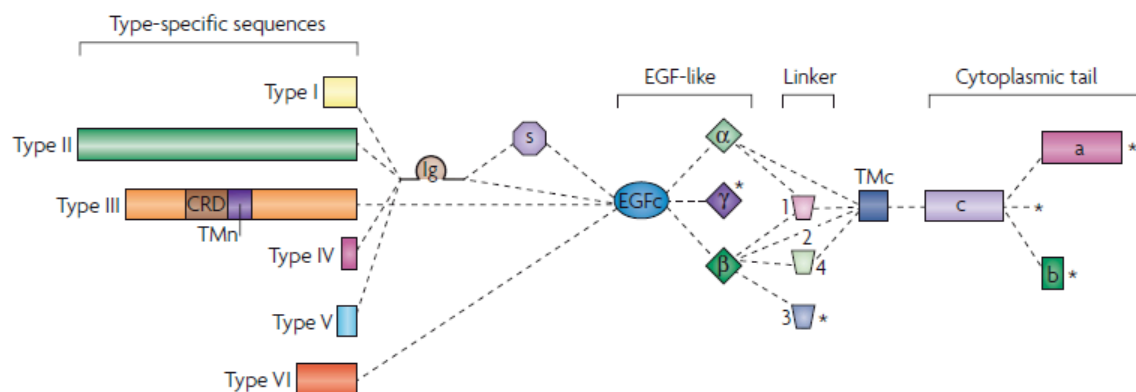 Type-specific sequences
EGF-like
Linker
Cytoplasmic tail
Type I
Type II
Ig
s
α
a *
Type III
CRD
TMn
EGFc
γ *
1
2
TMc
c
*
Type IV
β
4
b *
Type V
3 *
Type VI